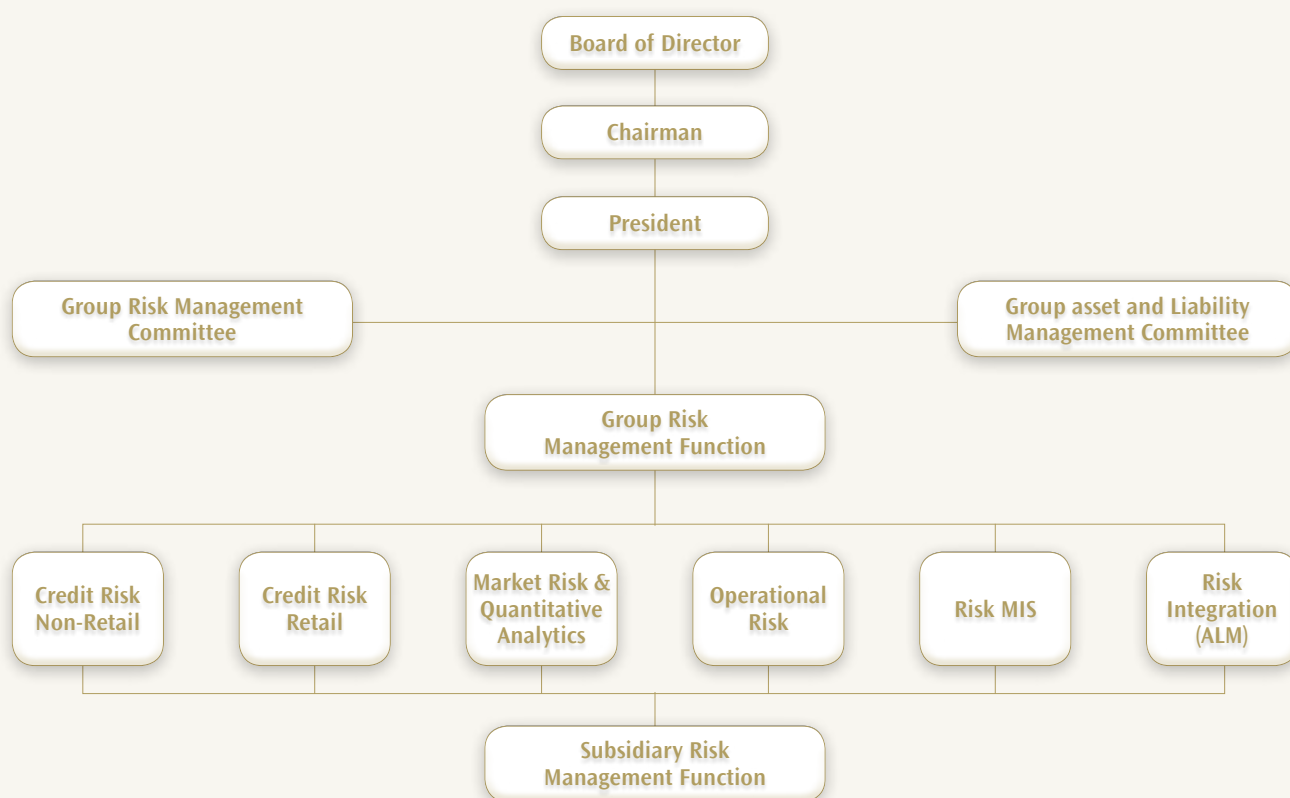 Board of Director
Chairman
President
Group Risk Management
Committee
Group asset and Liability
Management Committee
Group Risk
Management Function
Credit Risk
Non-Retail
Credit Risk
Retail
Market Risk &
Quantitative
Analytics
Operational
Risk
Risk MIS
Risk
Integration
(ALM)
Subsidiary Risk
Management Function